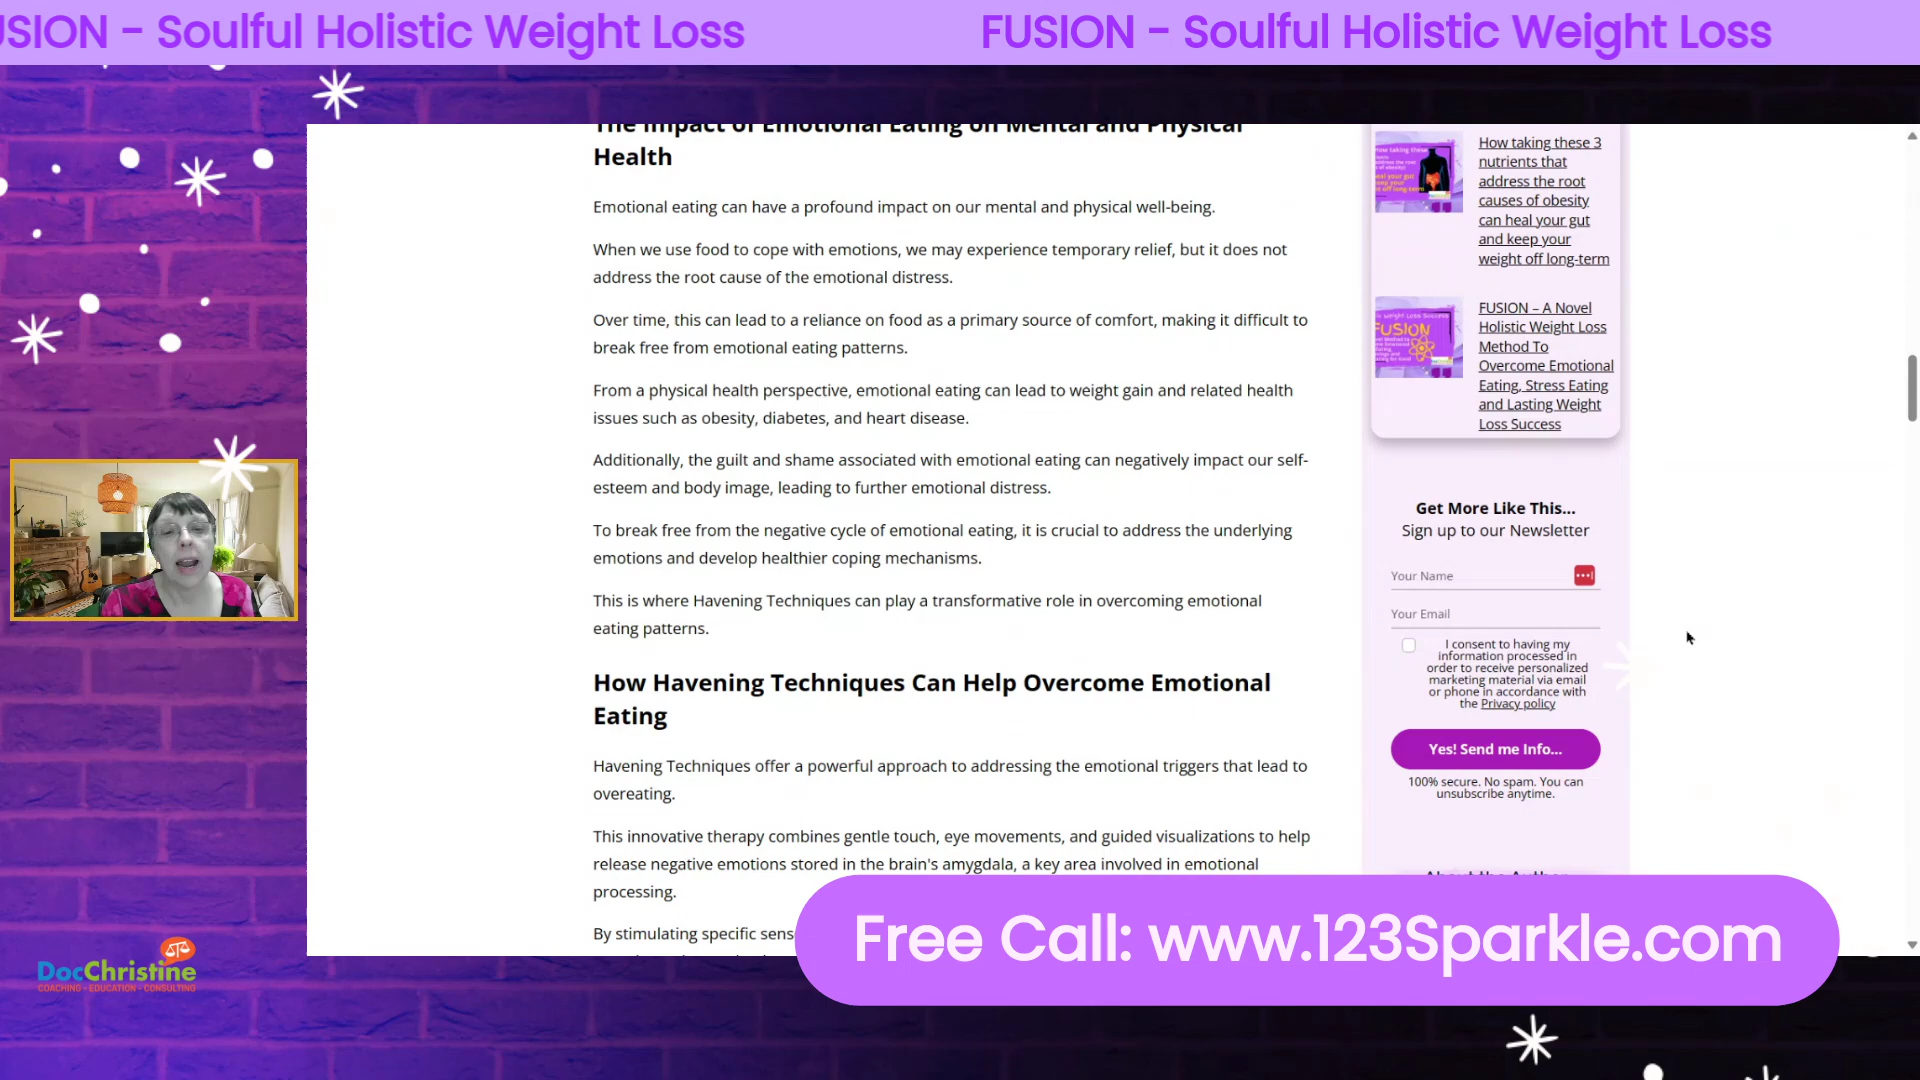 USION - Soulful Holistic Weight Loss
FUSION - Soulful Holistic Weight Loss
The Impact of Emotional Eating on Mental and Physical
Health
Emotional eating can have a profound impact on our mental and physical well-being.
When we use food to cope with emotions, we may experience temporary relief, but it does not
address the root cause of the emotional distress.
Over time, this can lead to a reliance on food as a primary source of comfort, making it difficult to
break free from emotional eating patterns.
From a physical health perspective, emotional eating can lead to weight gain and related health
issues such as obesity, diabetes, and heart disease.
Additionally, the guilt and shame associated with emotional eating can negatively impact our self-
esteem and body image, leading to further emotional distress.
To break free from the negative cycle of emotional eating, it is crucial to address the underlying
emotions and develop healthier coping mechanisms.
This is where Havening Techniques can play a transformative role in overcoming emotional
eating patterns.
How Havening Techniques Can Help Overcome Emotional
Eating
Havening Techniques offer a powerful approach to addressing the emotional triggers that lead to
overeating.
This innovative therapy combines gentle touch, eye movements, and guided visualizations to help
release negative emotions stored in the brain's amygdala, a key area involved in emotional
processing.
By stimulating specific sens
How taking these 3
nutrients that
address the root
causes of obesity
can heal your gut
and keep your
weight off long-term
FUSION
FUSION – A Novel
Holistic Weight Loss
Method To
Overcome Emotional
Eating, Stress Eating
and Lasting Weight
Loss Success
Get More Like This...
Sign up to our Newsletter
Your Name
Your Email
I consent to having my
information processed in
order to receive personalized
marketing material via email
or phone in accordance with
the Privacy policy
Yes! Send me Info...
100% secure. No spam. You can
unsubscribe anytime.
About the Author
Free Call: www.123Sparkle.com
DocChristine
COACHING - EDUCATION - CONSULTING